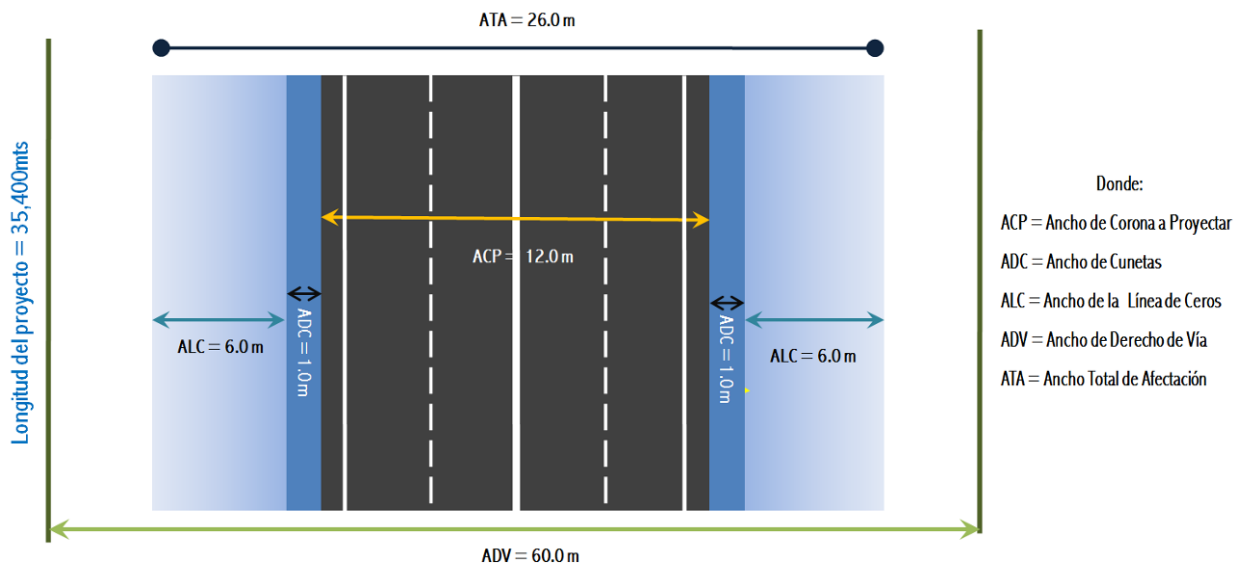 ATA = 26.0 m
Longitud del proyecto = 35,400mts
ACP = 12.0 m
ADC = 1.0 m
ADC = 1.0 m
ALC = 6.0 m
ALC = 6.0 m
ADV = 60.0 m
Donde:
ACP = Ancho de Corona a Proyectar
ADC = Ancho de Cunetas
ALC = Ancho de la Línea de Ceros
ADV = Ancho de Derecho de Vía
ATA = Ancho Total de Afectación